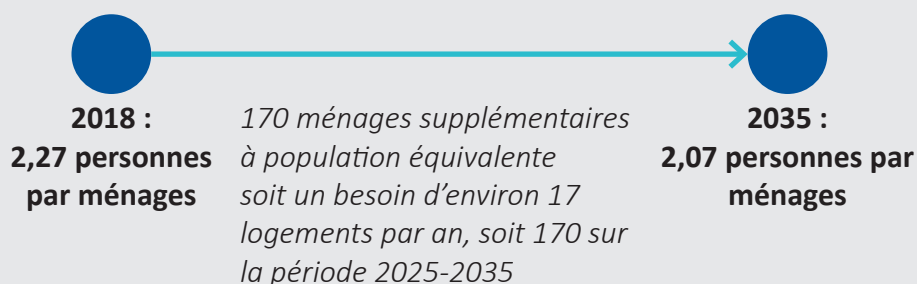 2018 :
2,27 personnes
par ménages
170 ménages supplémentaires
à population équivalente
soit un besoin d’environ 17
logements par an, soit 170 sur
la période 2025-2035
2035 :
2,07 personnes par
ménages